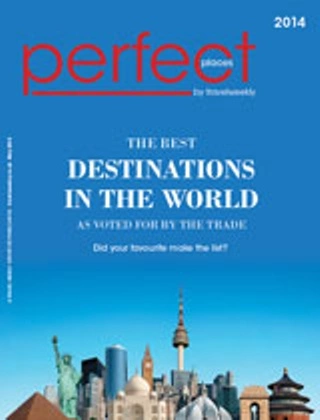 2014
perfect
places
by travelweekly
THE BEST
DESTINATIONS
IN THE WORLD
AS VOTED FOR BY THE TRADE
Did your favourite make the list?